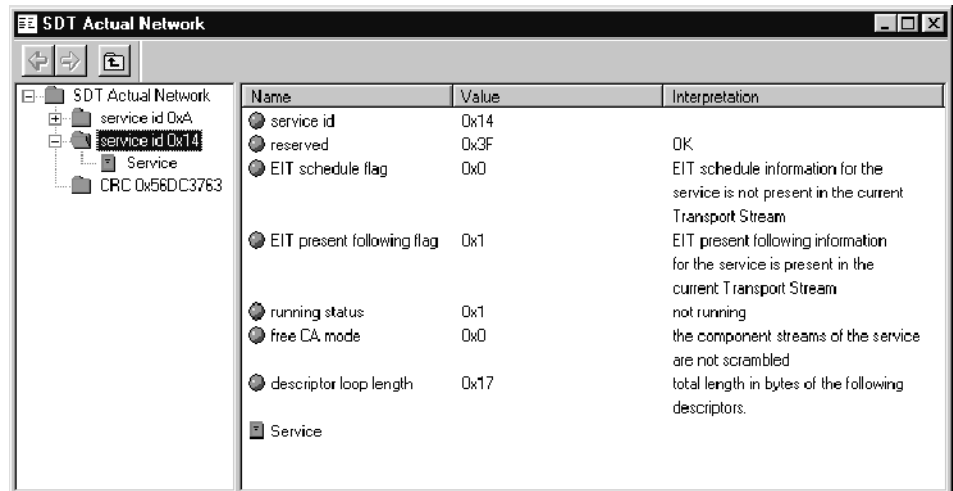 SDT Actual Network
SDT Actual Network
service id 0xA
service id 0x14
Service
CRC 0x56DC3763
Name Value Interpretation
service id 0x14
reserved 0x3F OK
EIT schedule flag 0x0 EIT schedule information for the
service is not present in the current
Transport Stream
EIT present following flag 0x1 EIT present following information
for the service is present in the
current Transport Stream
running status 0x1 not running
free CA mode 0x0 the component streams of the service
are not scrambled
descriptor loop length 0x17 total length in bytes of the following
descriptors.
Service